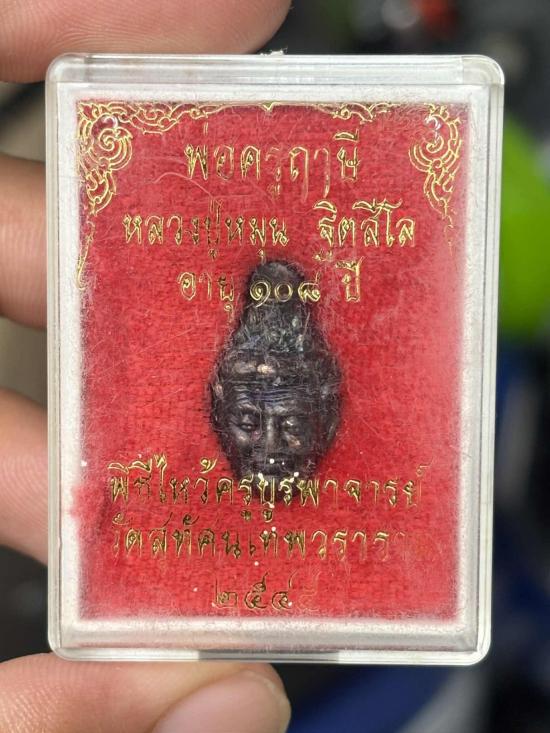 พ่อครูฤาษี
หลวงปู่หมุน ฐิตสีโล
อายุ ๑๐๘ ปี
พิธีไหว้ครูบูรพาจารย์
วัดสุทัศนเทพวราราม
๒๕๔๕